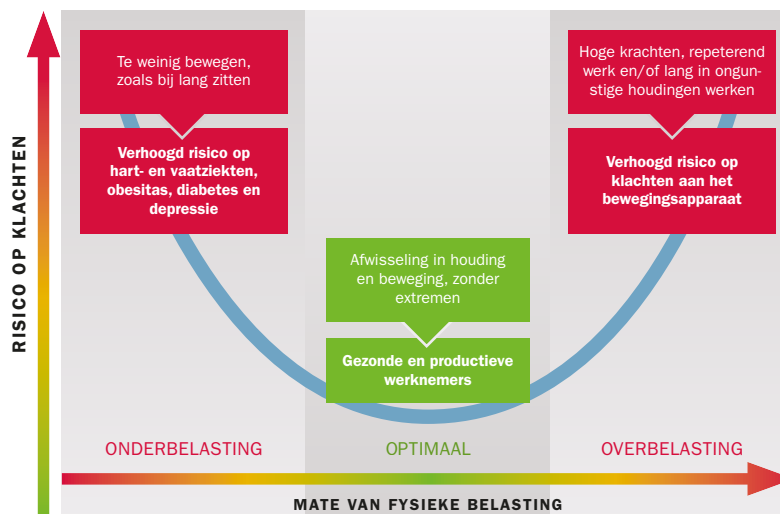 Te weinig bewegen,
zoals bij lang zitten
Verhoogd risico op
hart- en vaatziekten,
obesitas, diabetes en
depressie
Hoge krachten, repeterend
werk en/of lang in ongun-
stige houdingen werken
Verhoogd risico op
klachten aan het
bewegingsapparaat
Afwisseling in houding
en beweging, zonder
extremen
Gezonde en productieve
werknemers
RISICO OP KLACHTEN
ONDERBELASTING
OPTIMAAL
OVERBELASTING
MATE VAN FYSIEKE BELASTING